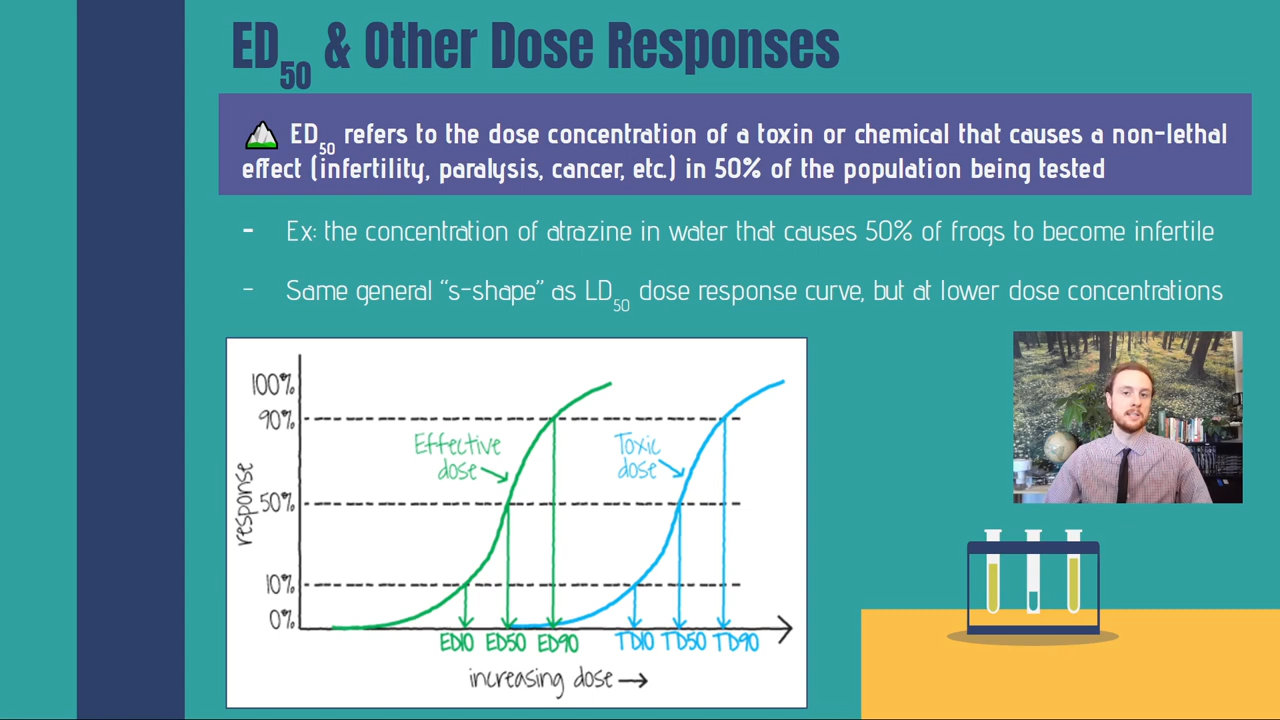 ED50 & Other Dose Responses
ED50 refers to the dose concentration of a toxin or chemical that causes a non-lethal
effect (infertility, paralysis, cancer, etc.) in 50% of the population being tested
- Ex: the concentration of atrazine in water that causes 50% of frogs to become infertile
- Same general “s-shape” as LD50 dose response curve, but at lower dose concentrations
100%
90%
50%
10%
0%
response
Effective
dose
Toxic
dose
ED10 ED50 ED90 TD10 TD50 TD90
increasing dose →